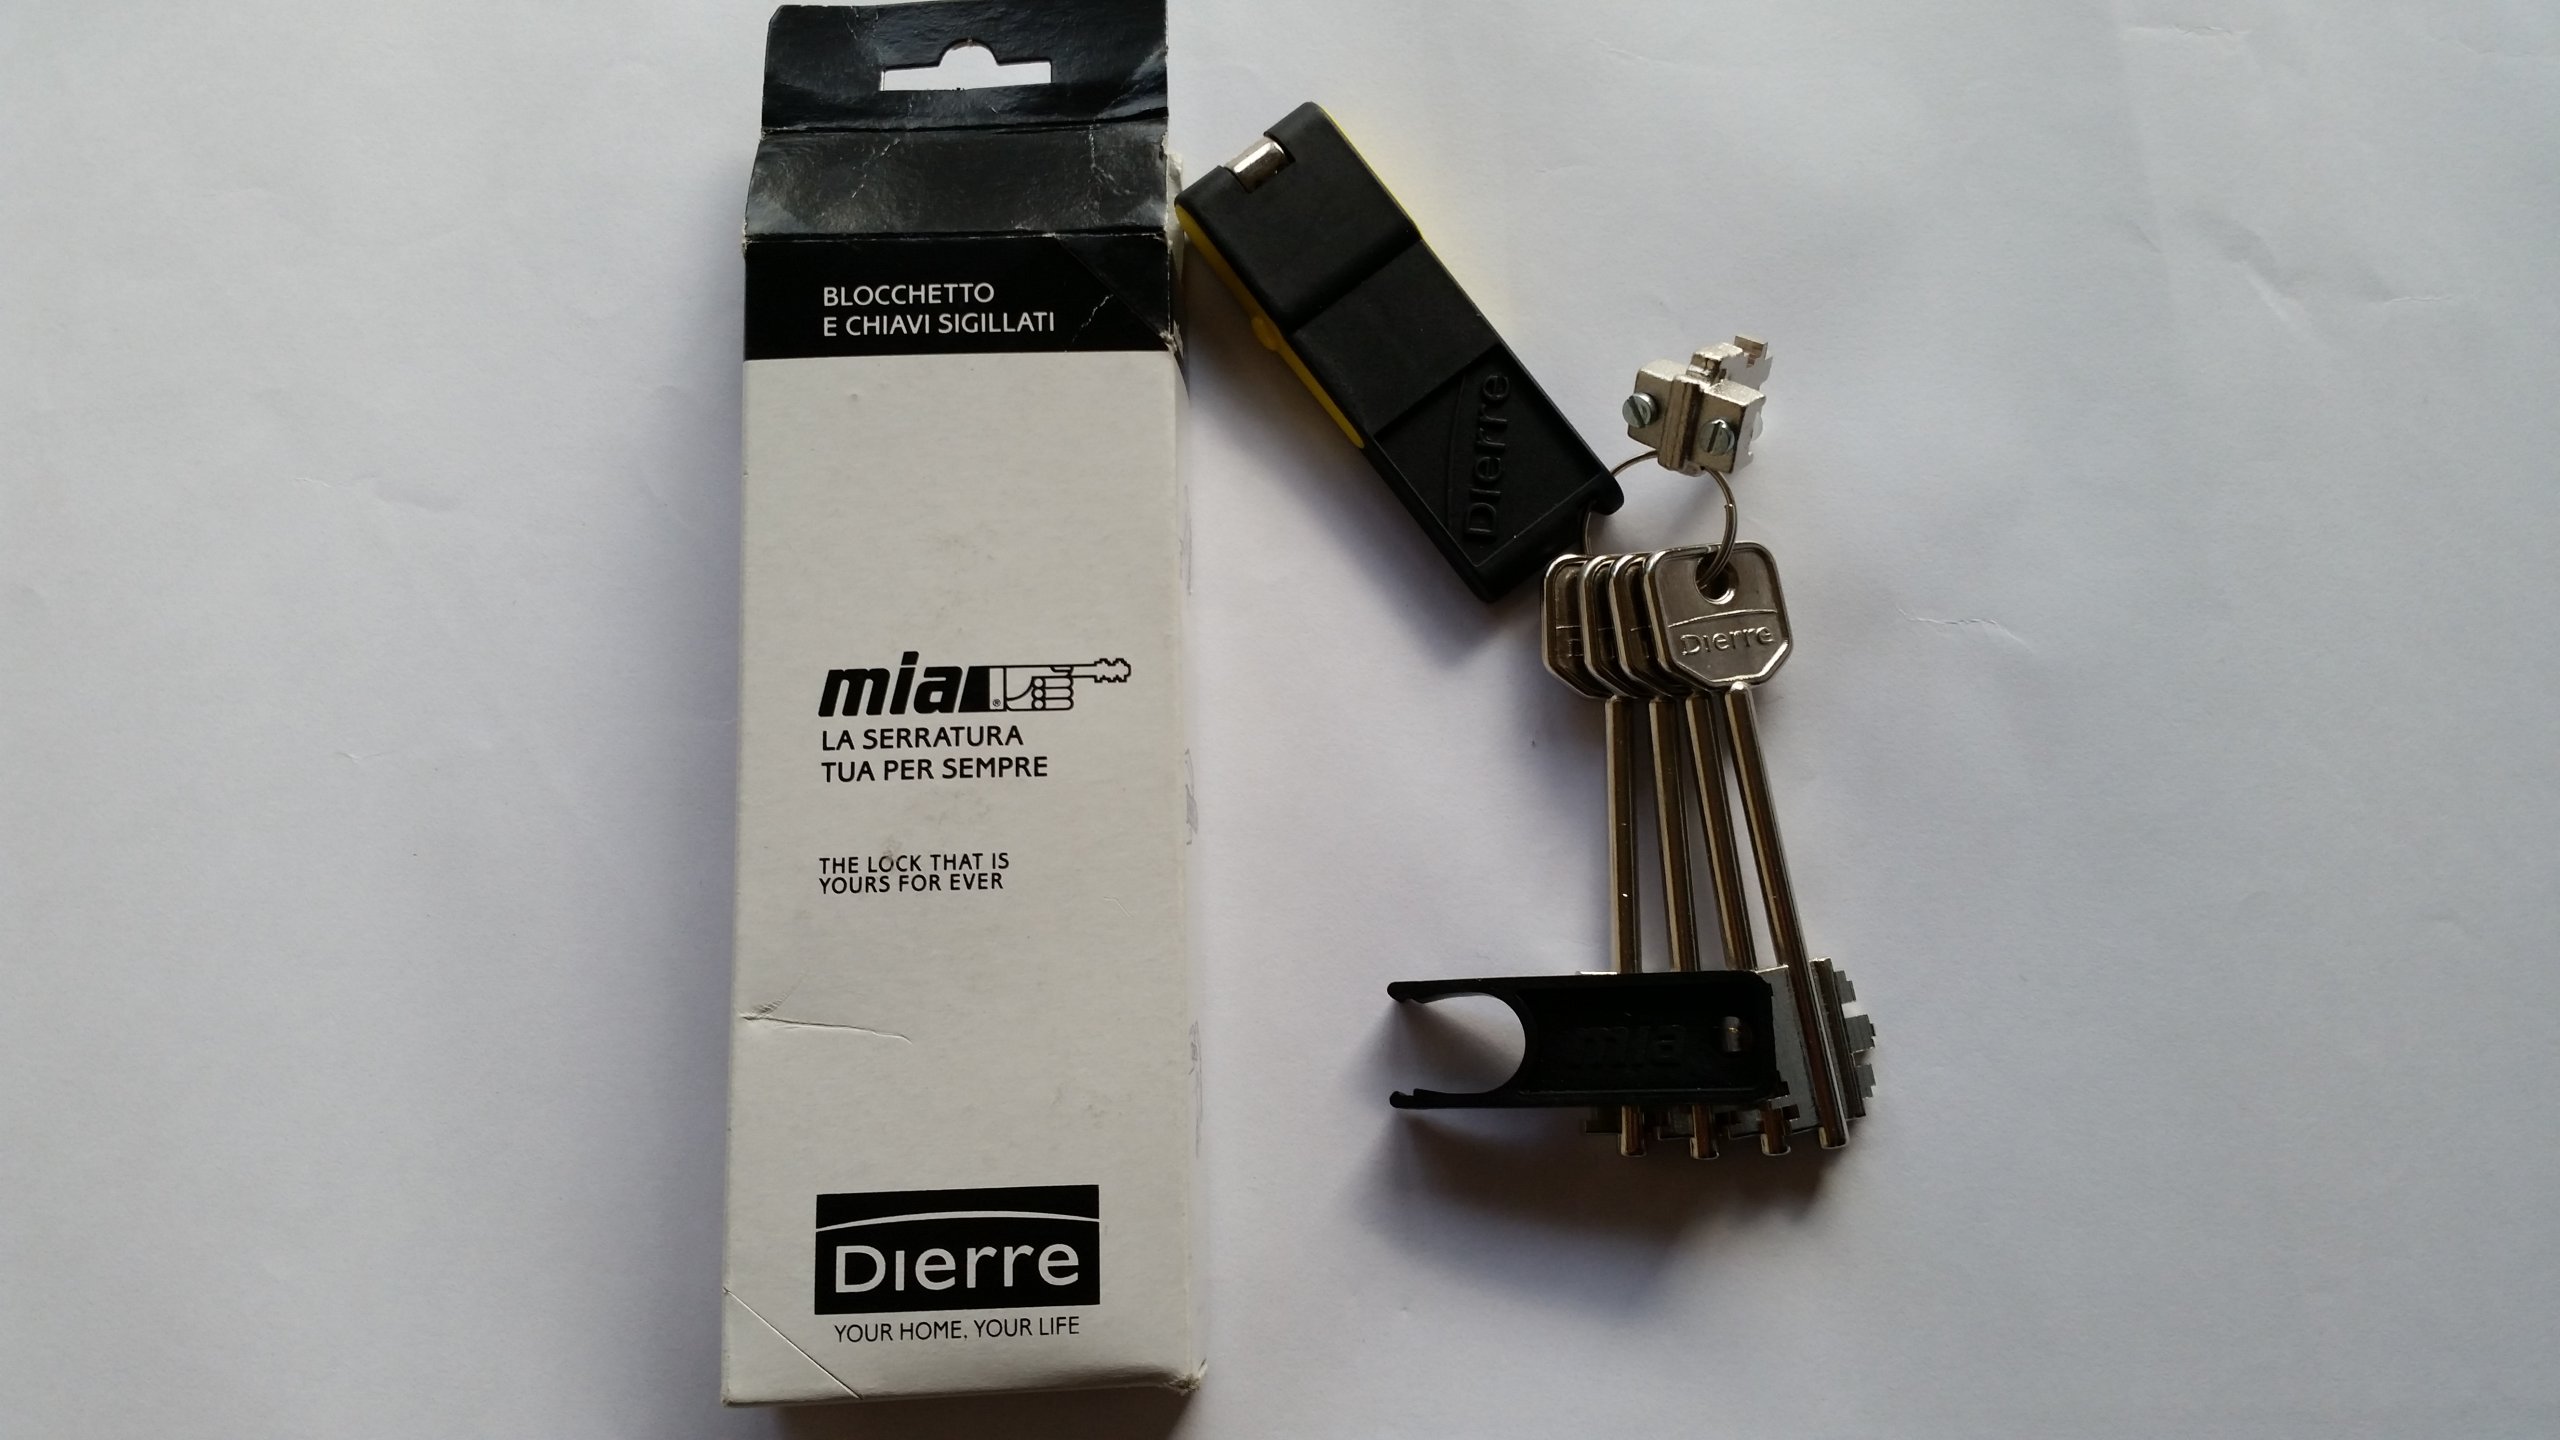 BLOCCHETTO
E CHIAVI SIGILLATI
mia®
LA SERRATURA
TUA PER SEMPRE
THE LOCK THAT IS
YOURS FOR EVER
Dierre
YOUR HOME, YOUR LIFE
Dierre
Dierre
mia